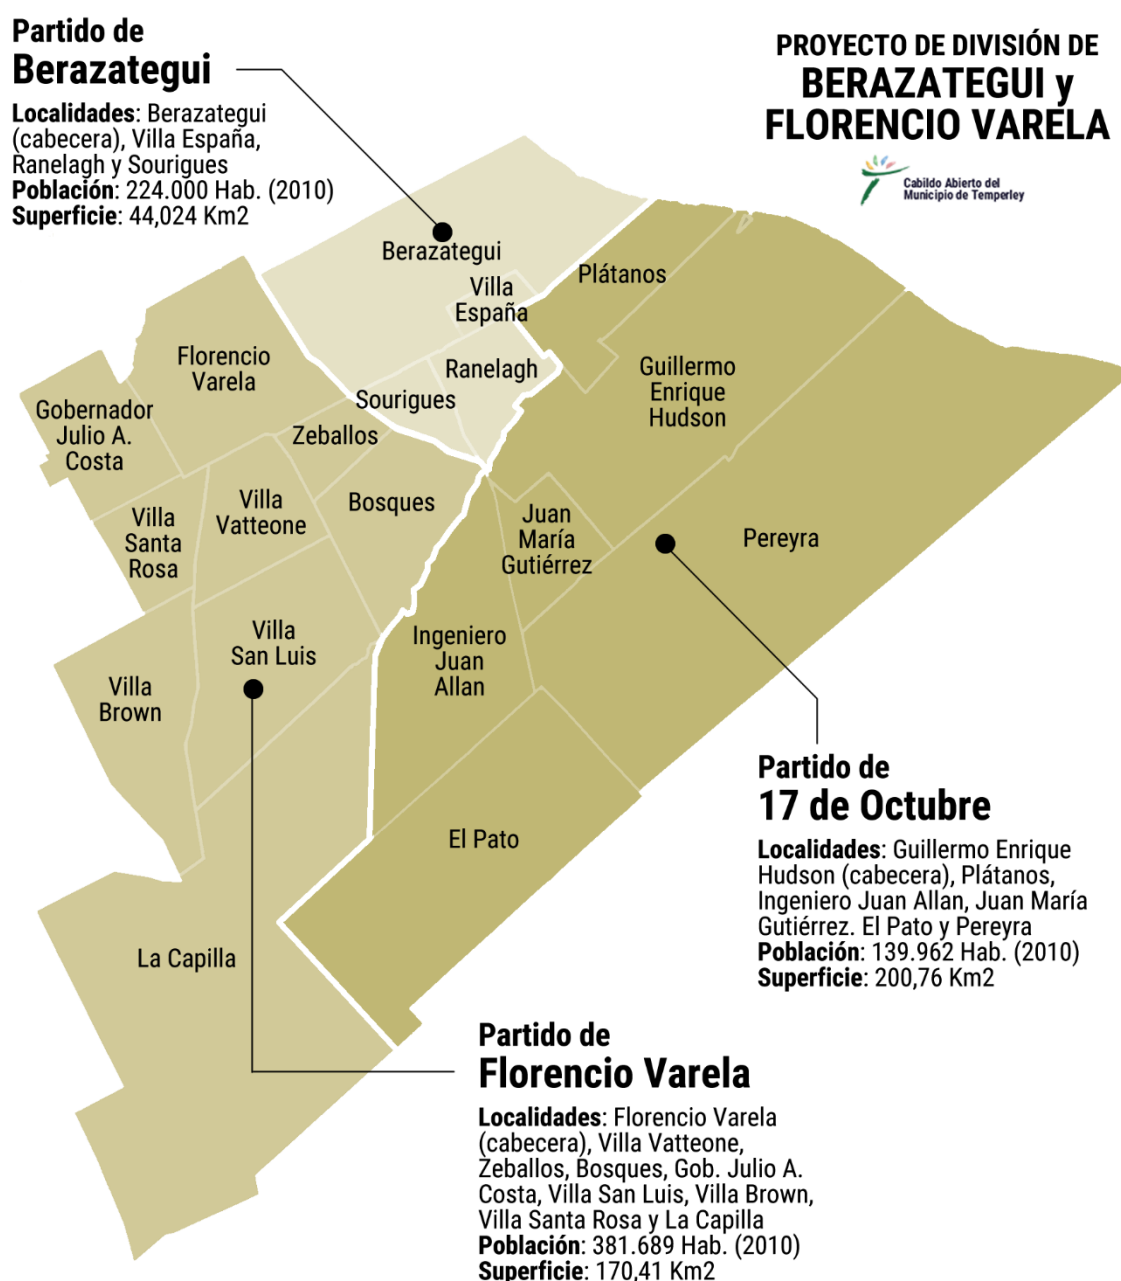 Partido de
Berazategui
Localidades: Berazategui
(cabecera), Villa España,
Ranelagh y Sourigues
Población: 224.000 Hab. (2010)
Superficie: 44,024 Km2
PROYECTO DE DIVISIÓN DE
BERAZATEGUI y
FLORENCIO VARELA
Cabildo Abierto del
Municipio de Temperley
Berazategui
Villa
España
Plátanos
Ranelagh
Sourigues
Florencio
Varela
Guillermo
Enrique
Hudson
Gobernador
Julio A.
Costa
Zeballos
Villa
Vatteone
Bosques
Villa
Santa
Rosa
Juan
María
Gutiérrez
Pereyra
Villa
San Luis
Ingeniero
Juan
Allan
Villa
Brown
El Pato
La Capilla
Partido de
17 de Octubre
Localidades: Guillermo Enrique
Hudson (cabecera), Plátanos,
Ingeniero Juan Allan, Juan María
Gutiérrez. El Pato y Pereyra
Población: 139.962 Hab. (2010)
Superficie: 200,76 Km2
Partido de
Florencio Varela
Localidades: Florencio Varela
(cabecera), Villa Vatteone,
Zeballos, Bosques, Gob. Julio A.
Costa, Villa San Luis, Villa Brown,
Villa Santa Rosa y La Capilla
Población: 381.689 Hab. (2010)
Superficie: 170,41 Km2